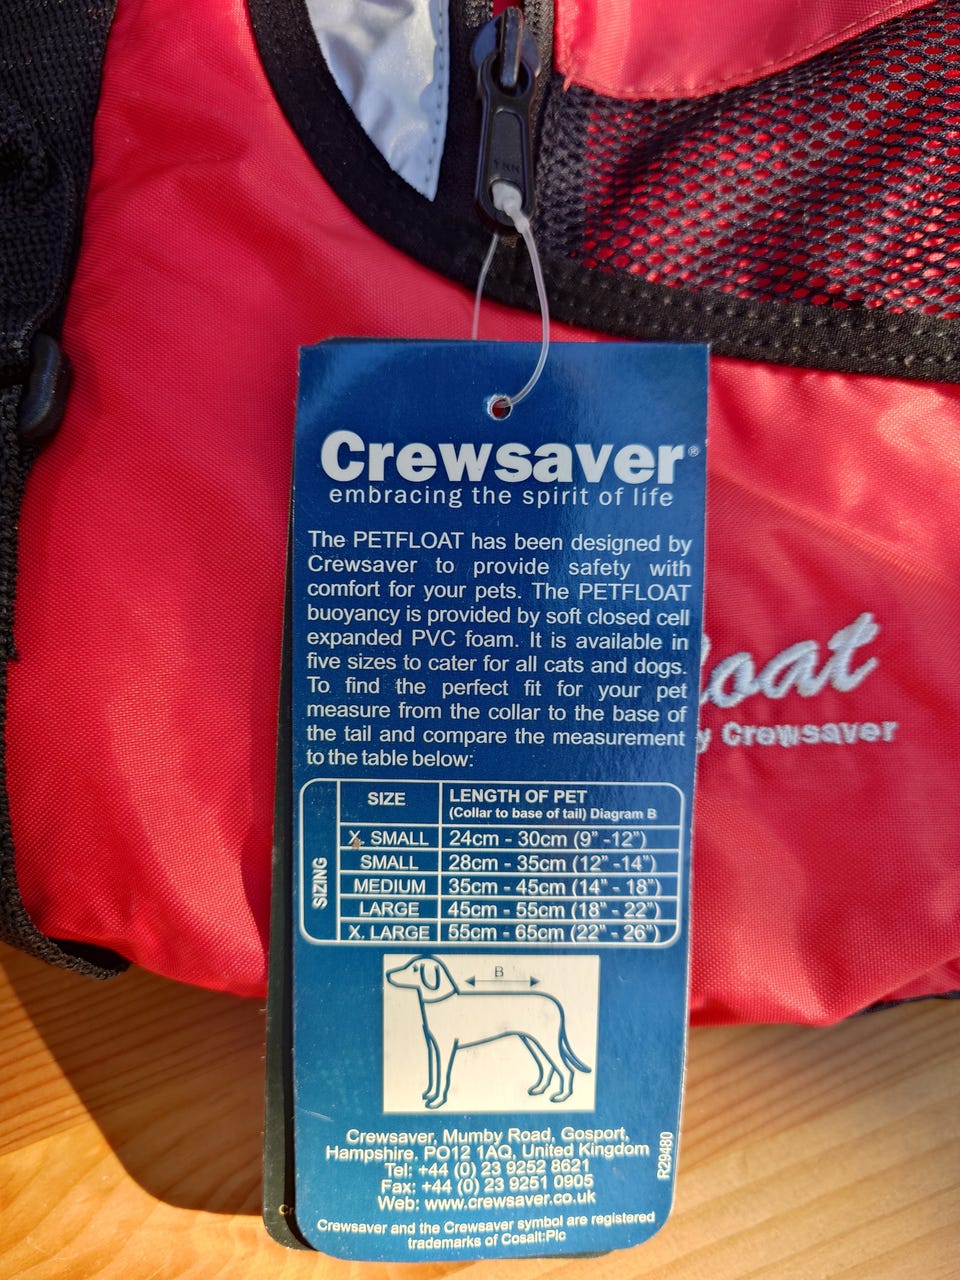 Crewsaver®
embracing the spirit of life
The PETFLOAT has been designed by
Crewsaver to provide safety with
comfort for your pets. The PETFLOAT
buoyancy is provided by soft closed cell
expanded PVC foam. It is available in
five sizes to cater for all cats and dogs.
To find the perfect fit for your pet
measure from the collar to the base of
the tail and compare the measurement
to the table below:
SIZING
SIZE LENGTH OF PET
(Collar to base of tail) Diagram B
X. SMALL 24cm - 30cm (9” -12”)
SMALL 28cm - 35cm (12” -14”)
MEDIUM 35cm - 45cm (14” - 18”)
LARGE 45cm - 55cm (18” - 22”)
X. LARGE 55cm - 65cm (22” - 26”)
B
Crewsaver, Mumby Road, Gosport,
Hampshire. PO12 1AQ, United Kingdom
Tel: +44 (0) 23 9252 8621
Fax: +44 (0) 23 9251 0905
Web: www.crewsaver.co.uk
R29480
Crewsaver and the Crewsaver symbol are registered
trademarks of Cosalt:Plc
loat
y Crewsaver